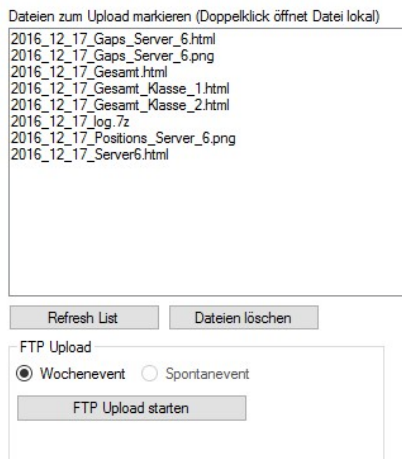 Dateien zum Upload markieren (Doppelklick öffnet Datei lokal)
2016_12_17_Gaps_Server_6.html
2016_12_17_Gaps_Server_6.png
2016_12_17_Gesamt.html
2016_12_17_Gesamt_Klasse_1.html
2016_12_17_Gesamt_Klasse_2.html
2016_12_17_log.7z
2016_12_17_Positions_Server_6.png
2016_12_17_Server6.html
Refresh List Dateien löschen
FTP Upload
Wochenevent Spontanevent
FTP Upload starten